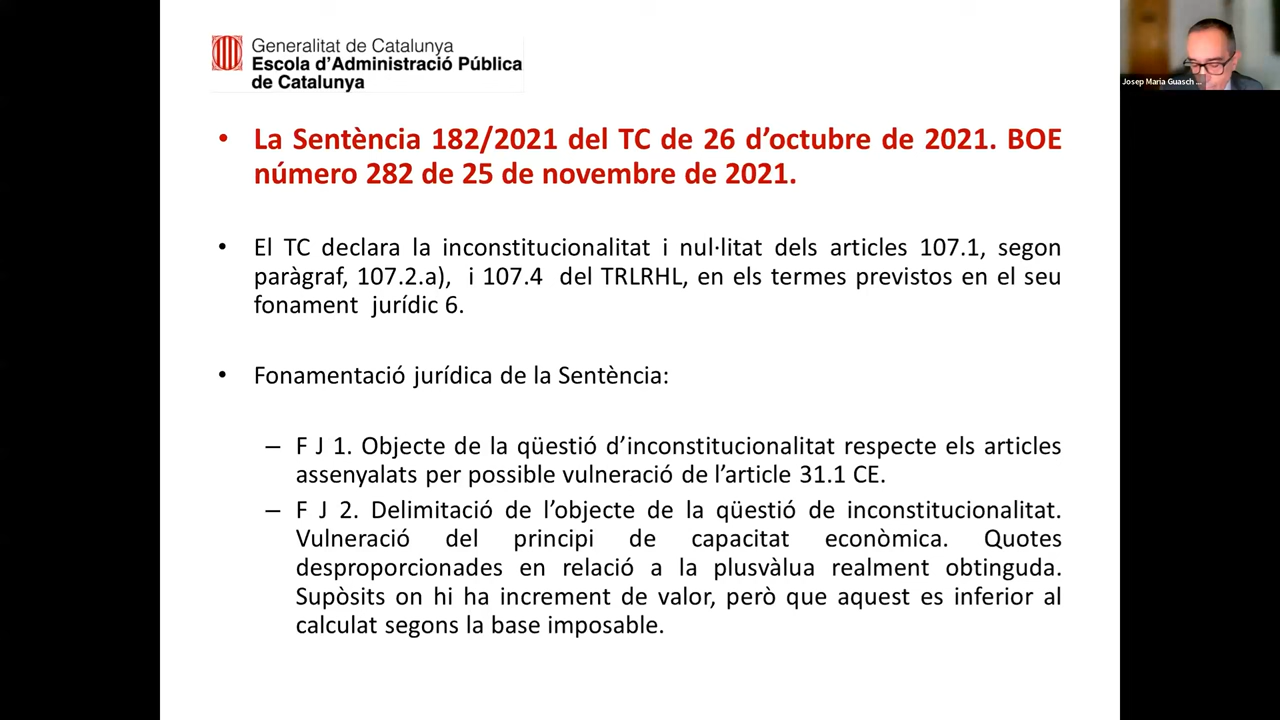 Generalitat de Catalunya
Escola d'Administració Pública
de Catalunya
Josep Maria Guasch ...
• La Sentència 182/2021 del TC de 26 d'octubre de 2021. BOE
número 282 de 25 de novembre de 2021.
• El TC declara la inconstitucionalitat i nul·litat dels articles 107.1, segon
paràgraf, 107.2.a), i 107.4 del TRLRHL, en els termes previstos en el seu
fonament jurídic 6.
• Fonamentació jurídica de la Sentència:
– F J 1. Objecte de la qüestió d'inconstitucionalitat respecte els articles
assenyalats per possible vulneració de l'article 31.1 CE.
– F J 2. Delimitació de l'objecte de la qüestió de inconstitucionalitat.
Vulneració del principi de capacitat econòmica. Quotes
desproporcionades en relació a la plusvàlua realment obtinguda.
Supòsits on hi ha increment de valor, però que aquest es inferior al
calculat segons la base imposable.